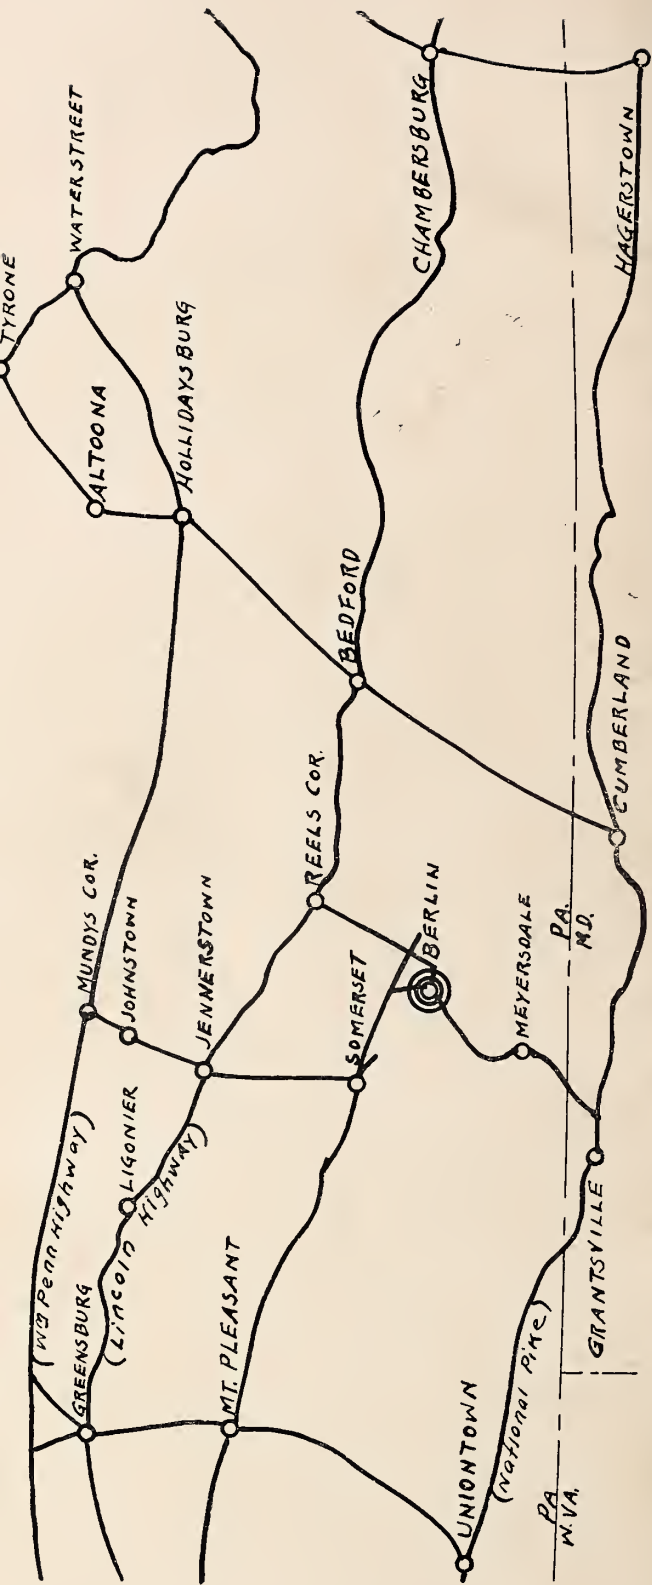 TYRONE
WATERSTREET
ALTOONA
HOLLIDAYSBURG
MUNDYS COR.
JOHNSTOWN
JENNERSTOWN
LIGONIER
(Wm Penn Highway)
GREENSBURG
(Lincoln Highway)
MT. PLEASANT
CHAMBERSBURG
BEDFORD
REELS COR.
SOMERSET
BERLIN
MEYERSDALE
HAGERSTOWN
CUMBERLAND
PA.
M.D.
GRANTSVILLE
UNIONTOWN
(National Pike)
PA
W.VA.